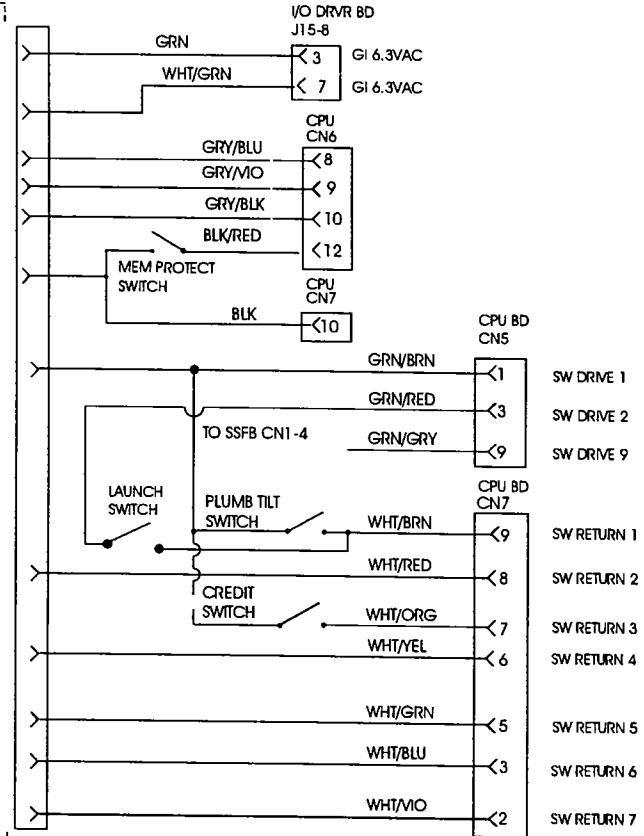 I/O DRVR BD
J15-8
GRN
3
GI 6.3VAC
WHT/GRN
7
GI 6.3VAC
CPU
CN6
GRY/BLU
8
GRY/VIO
9
GRY/BLK
10
BLK/RED
12
MEM PROTECT
SWITCH
CPU
CN7
BLK
10
CPU BD
CN5
GRN/BRN
1
SW DRIVE 1
GRN/RED
3
SW DRIVE 2
TO SSFB CN1-4
GRN/GRY
9
SW DRIVE 9
CPU BD
CN7
LAUNCH
SWITCH
PLUMB TILT
SWITCH
WHT/BRN
9
SW RETURN 1
WHT/RED
8
SW RETURN 2
CREDIT
SWITCH
WHT/ORG
7
SW RETURN 3
WHT/YEL
6
SW RETURN 4
WHT/GRN
5
SW RETURN 5
WHT/BLU
3
SW RETURN 6
WHT/VIO
2
SW RETURN 7